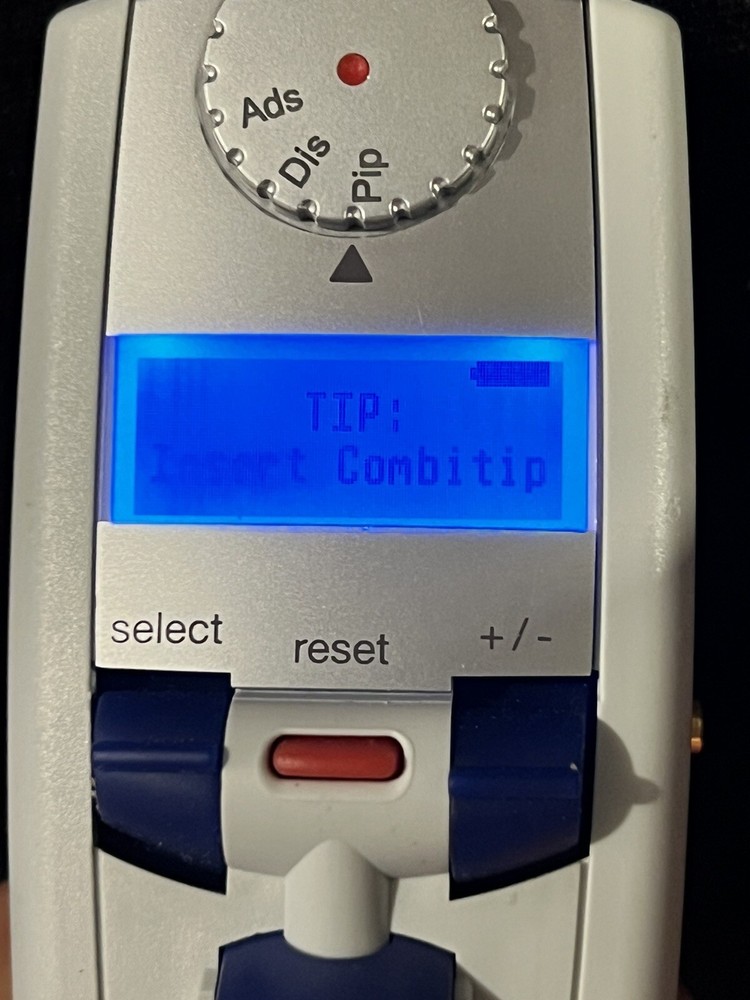 Ads
Dis
Pip
TIP:
Insert Combitip
select
reset
+/-